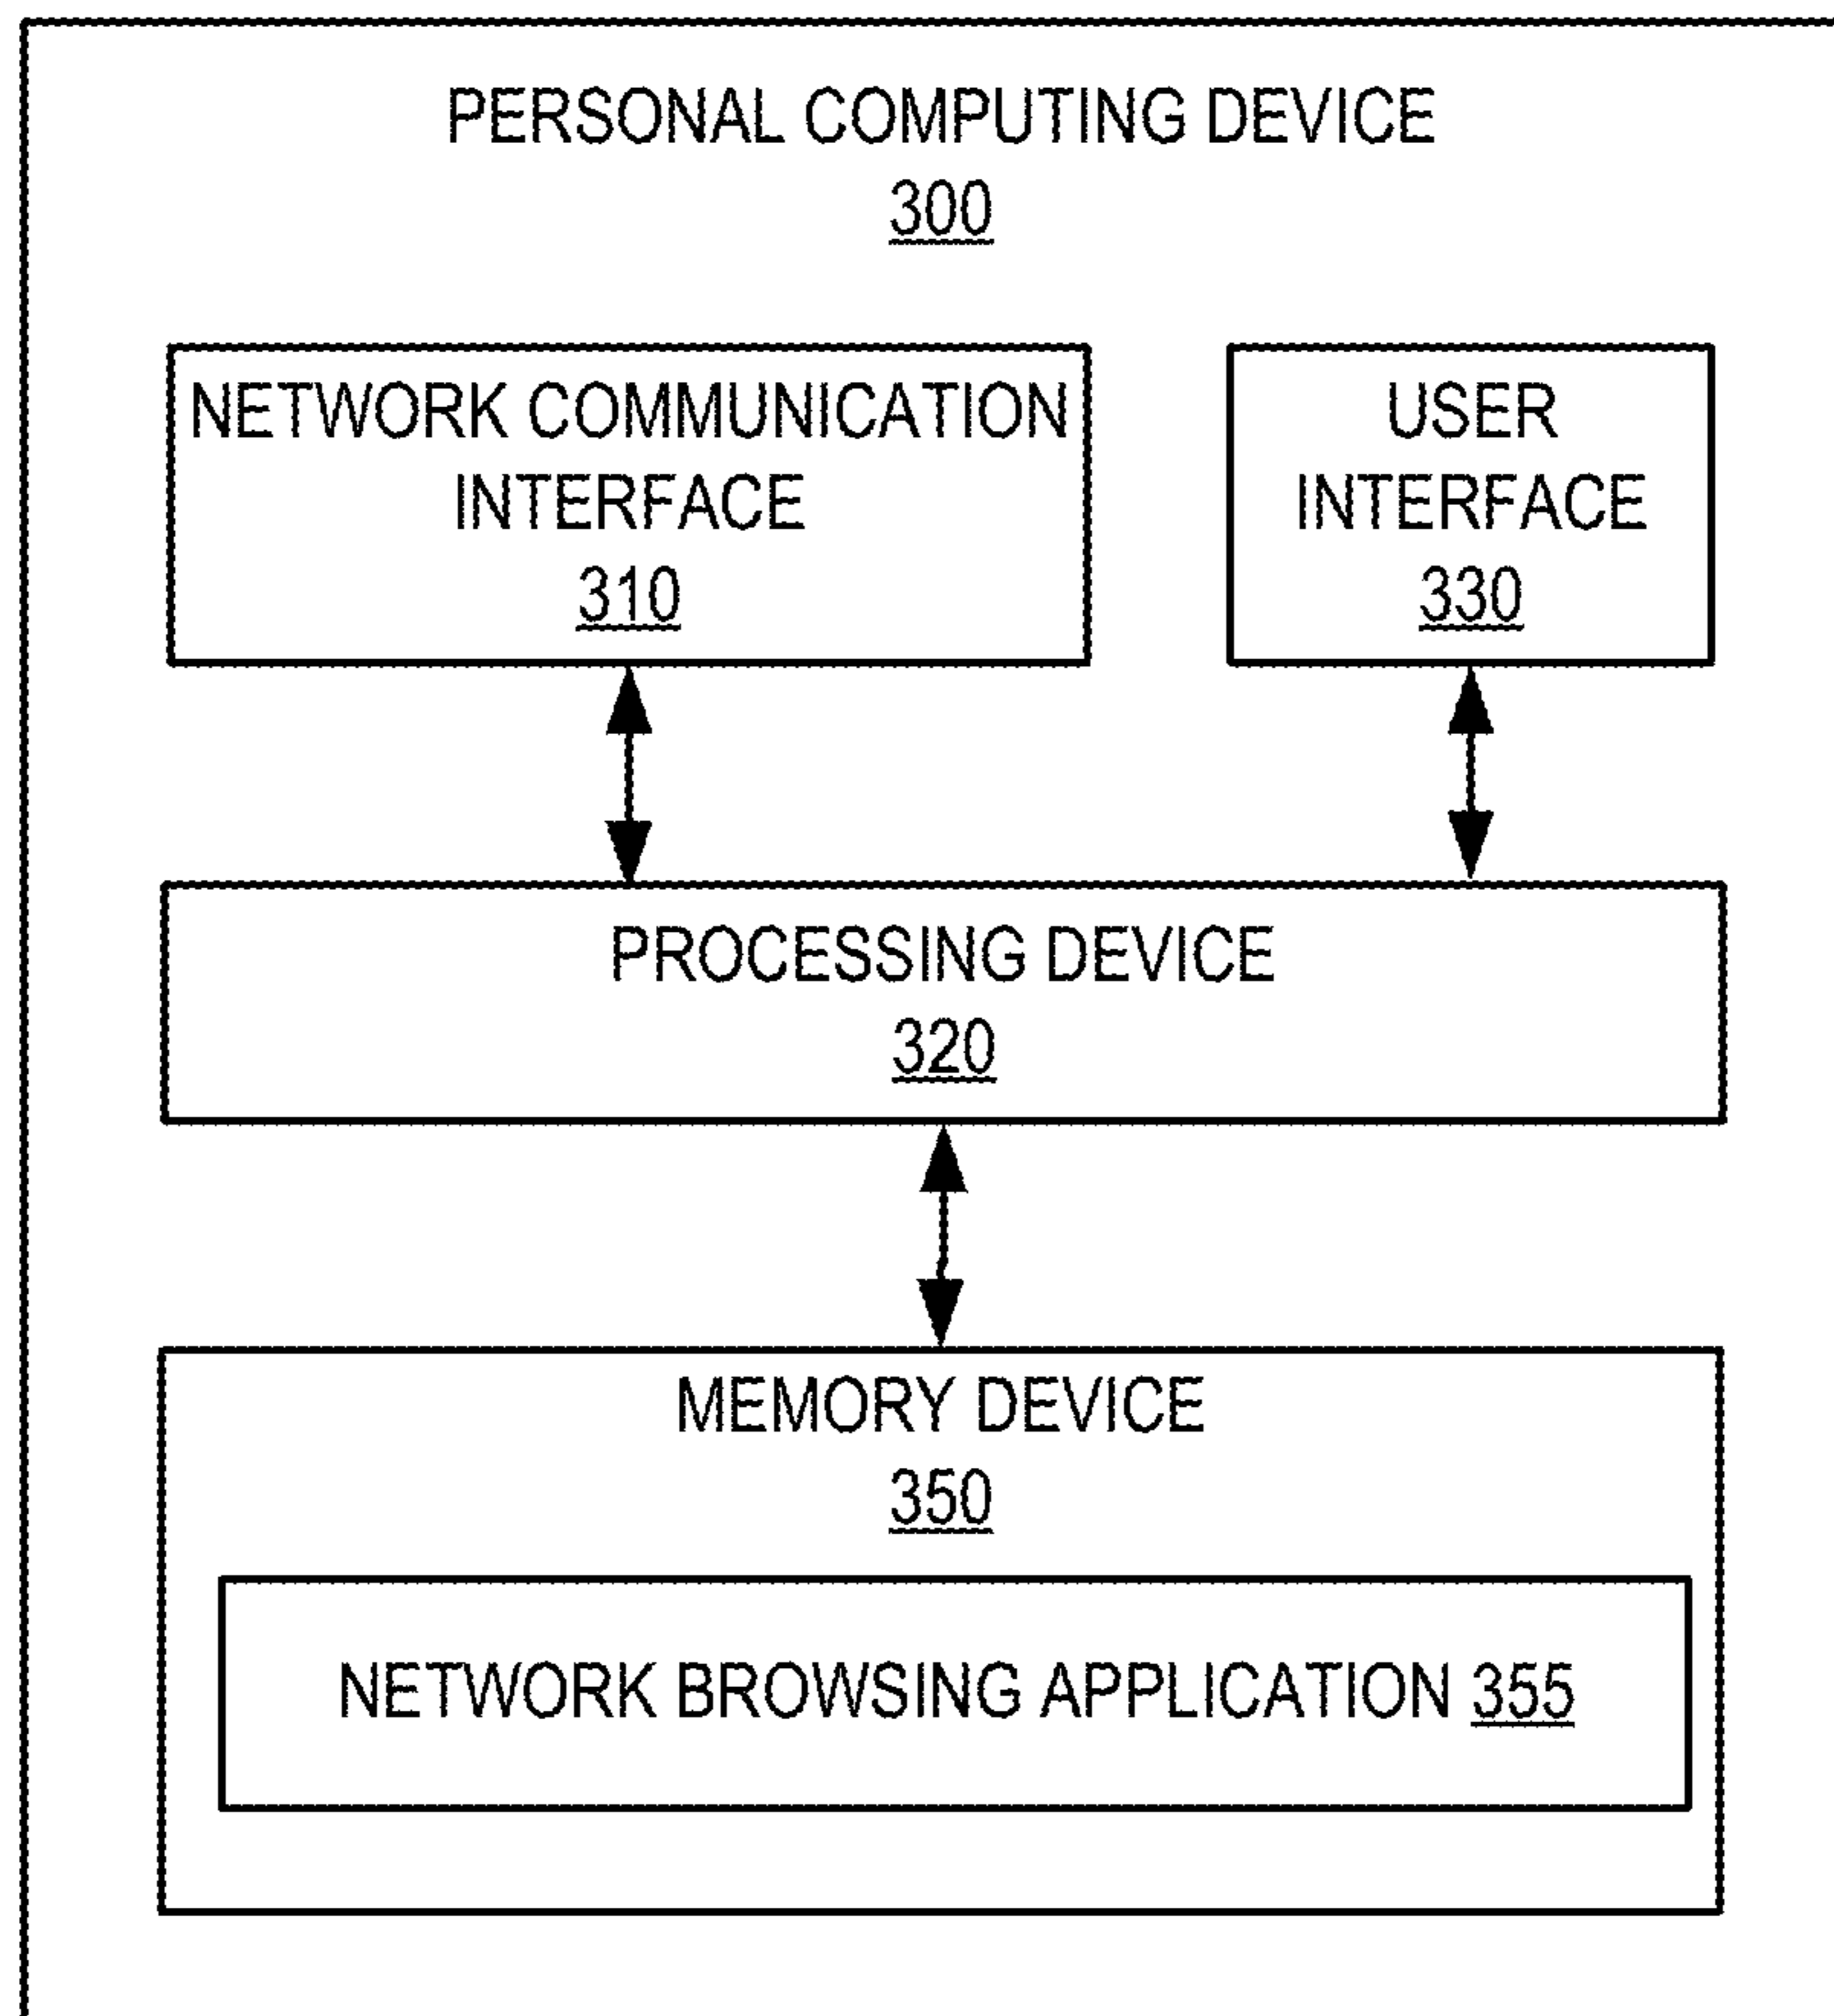 PERSONAL COMPUTING DEVICE
300
NETWORK COMMUNICATION
INTERFACE
310
USER
INTERFACE
330
PROCESSING DEVICE
320
MEMORY DEVICE
350
NETWORK BROWSING APPLICATION 355